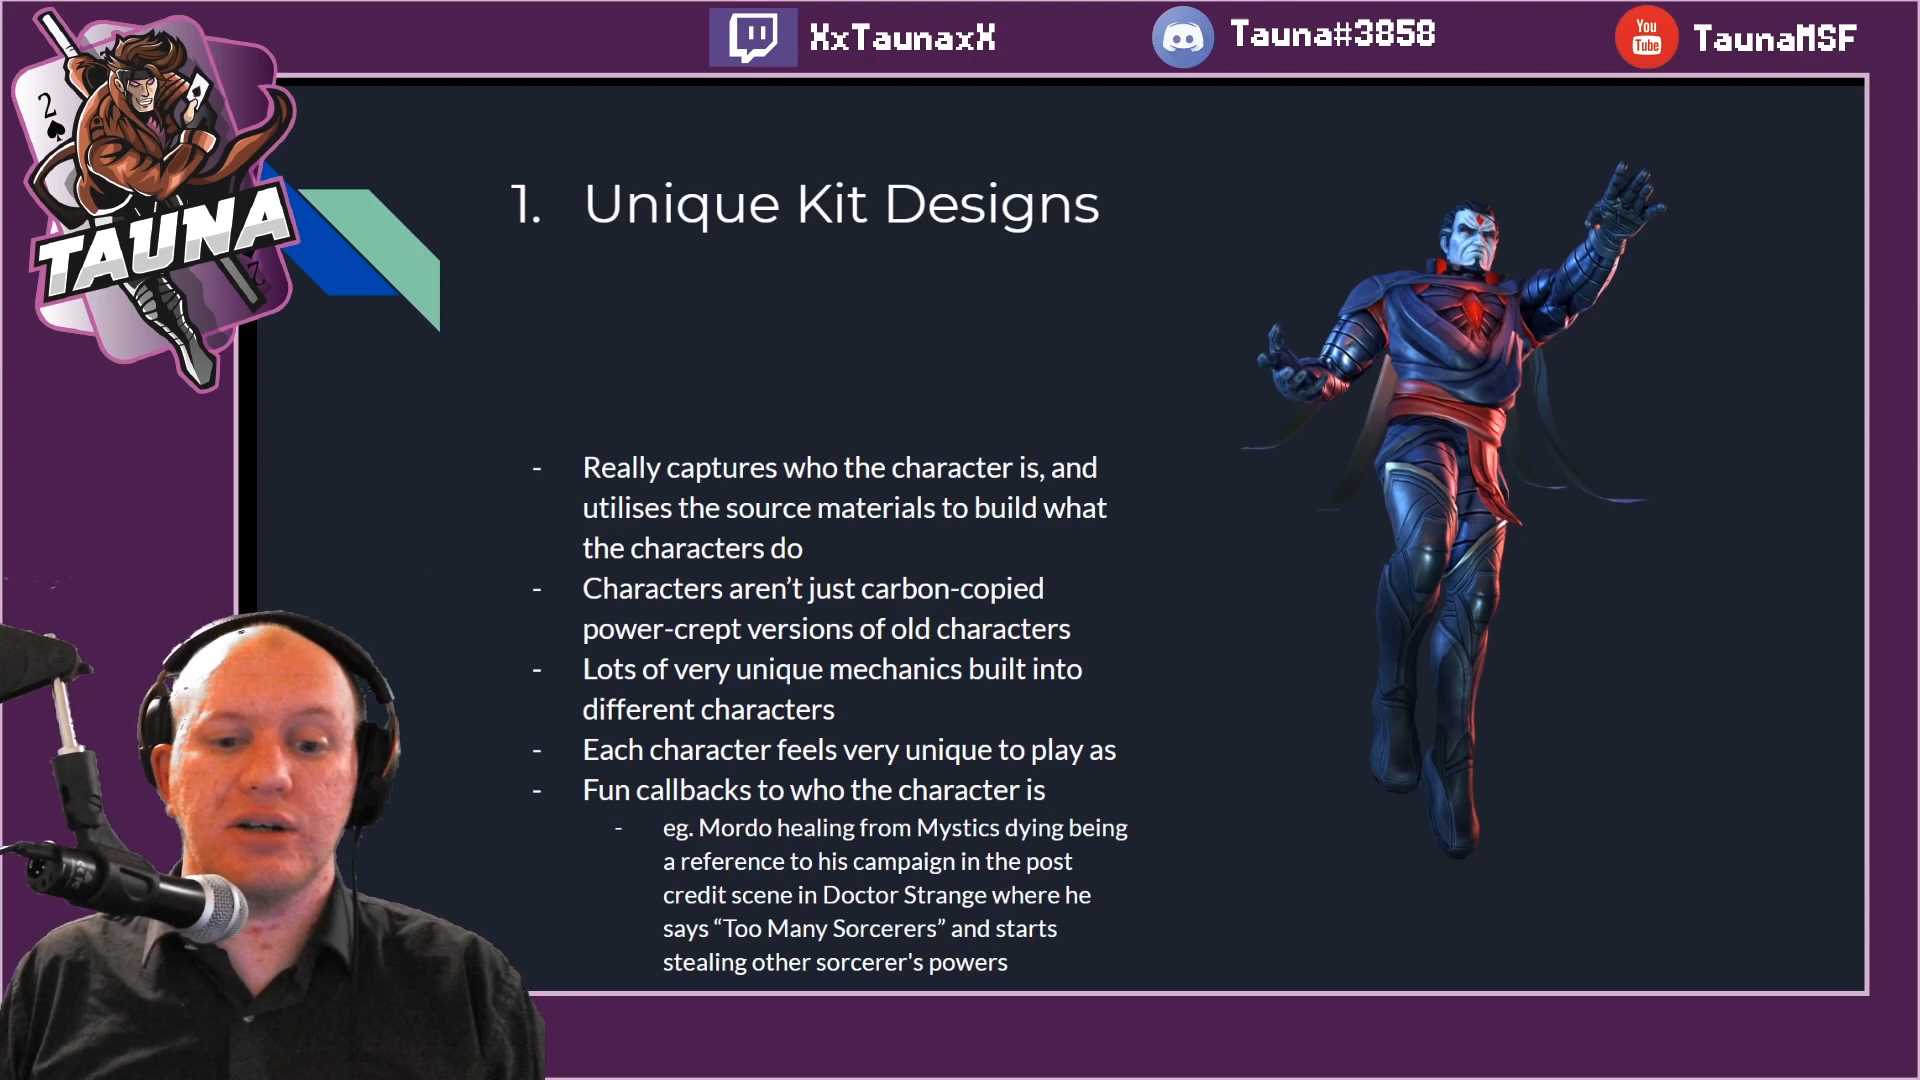 XxTaunaxX
Tauna#3858
You
Tube
TaunaMSF
2
TAUNA
2
1. Unique Kit Designs
- Really captures who the character is, and
utilises the source materials to build what
the characters do
- Characters aren’t just carbon-copied
power-crept versions of old characters
- Lots of very unique mechanics built into
different characters
- Each character feels very unique to play as
- Fun callbacks to who the character is
- eg. Mordo healing from Mystics dying being
a reference to his campaign in the post
credit scene in Doctor Strange where he
says “Too Many Sorcerers” and starts
stealing other sorcerer's powers